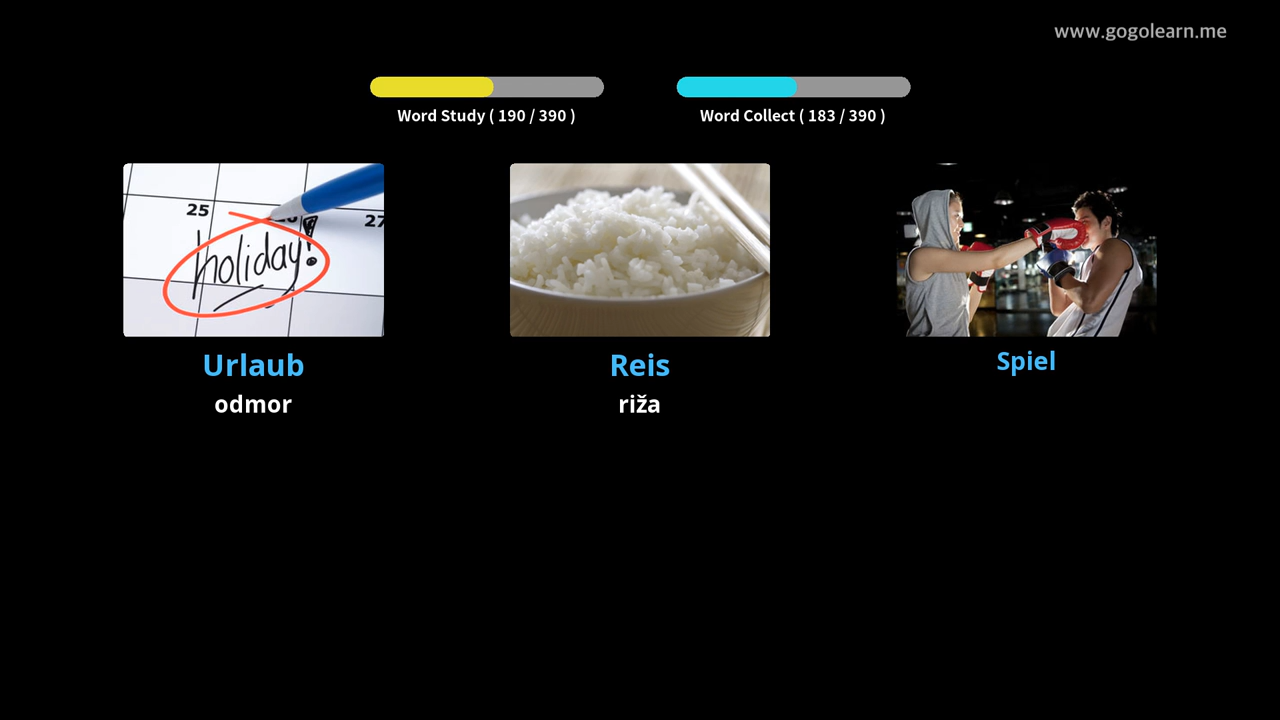 www.gogolearn.me
Word Study ( 190 / 390 )
Word Collect ( 183 / 390 )
25
27
holiday!
Urlaub
odmor
Reis
riža
Spiel